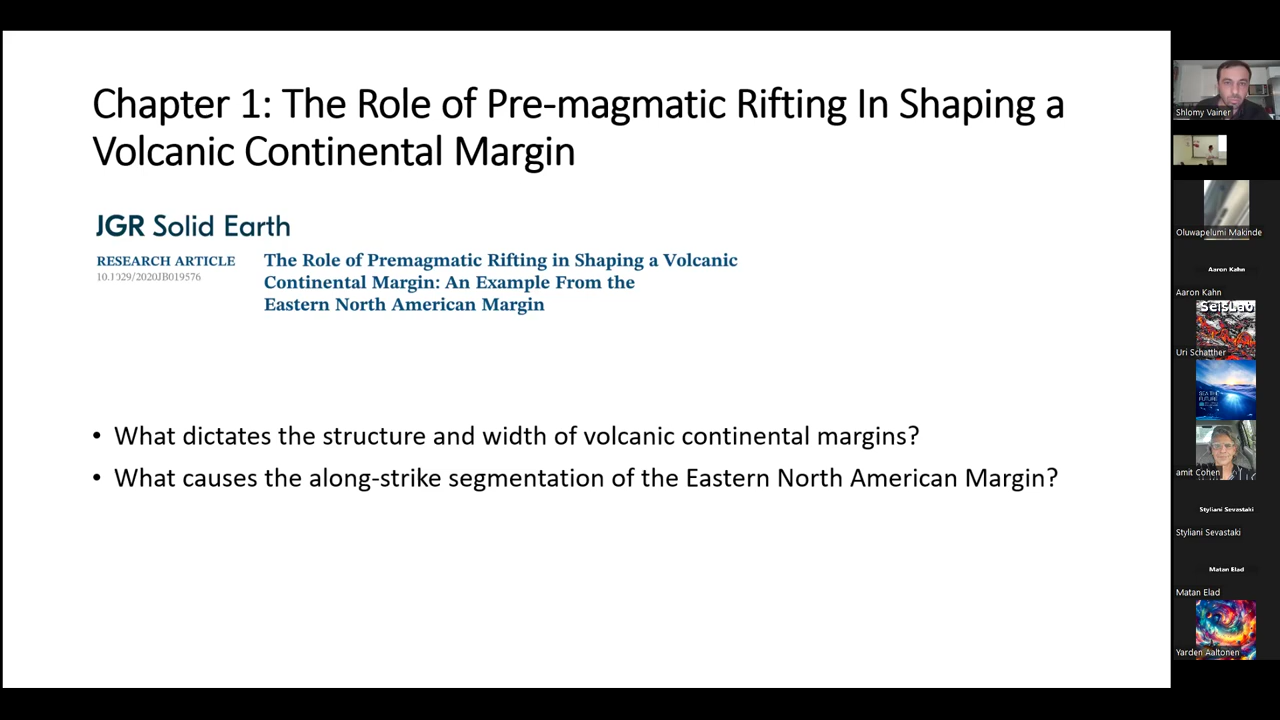 Chapter 1: The Role of Pre-magmatic Rifting In Shaping a
Volcanic Continental Margin
JGR Solid Earth
RESEARCH ARTICLE
10.1029/2020JB019576
The Role of Premagmatic Rifting in Shaping a Volcanic
Continental Margin: An Example From the
Eastern North American Margin
• What dictates the structure and width of volcanic continental margins?
• What causes the along-strike segmentation of the Eastern North American Margin?
Shlomy Vainer
Oluwapelumi Makinde
Aaron Kahn
Aaron Kahn
SeisLab
Uri Schattner
SEA THE
FUTURE
amit Cohen
Styliani Sevastaki
Styliani Sevastaki
Matan Elad
Matan Elad
Yarden Aaltonen